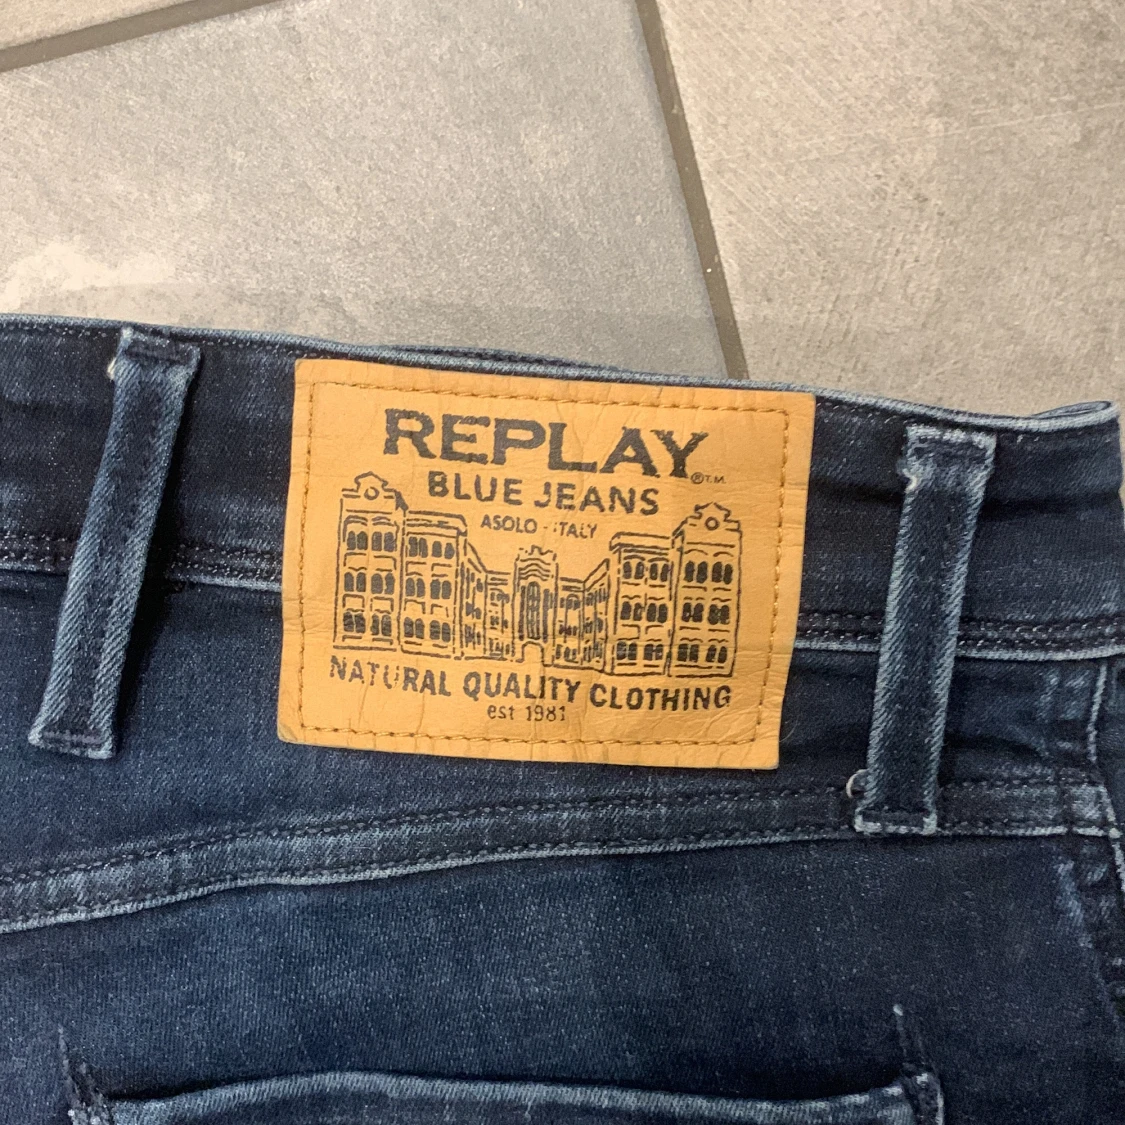 REPLAY
® T.M.
BLUE JEANS
ASOLO - ITALY
NATURAL QUALITY CLOTHING
est 1981